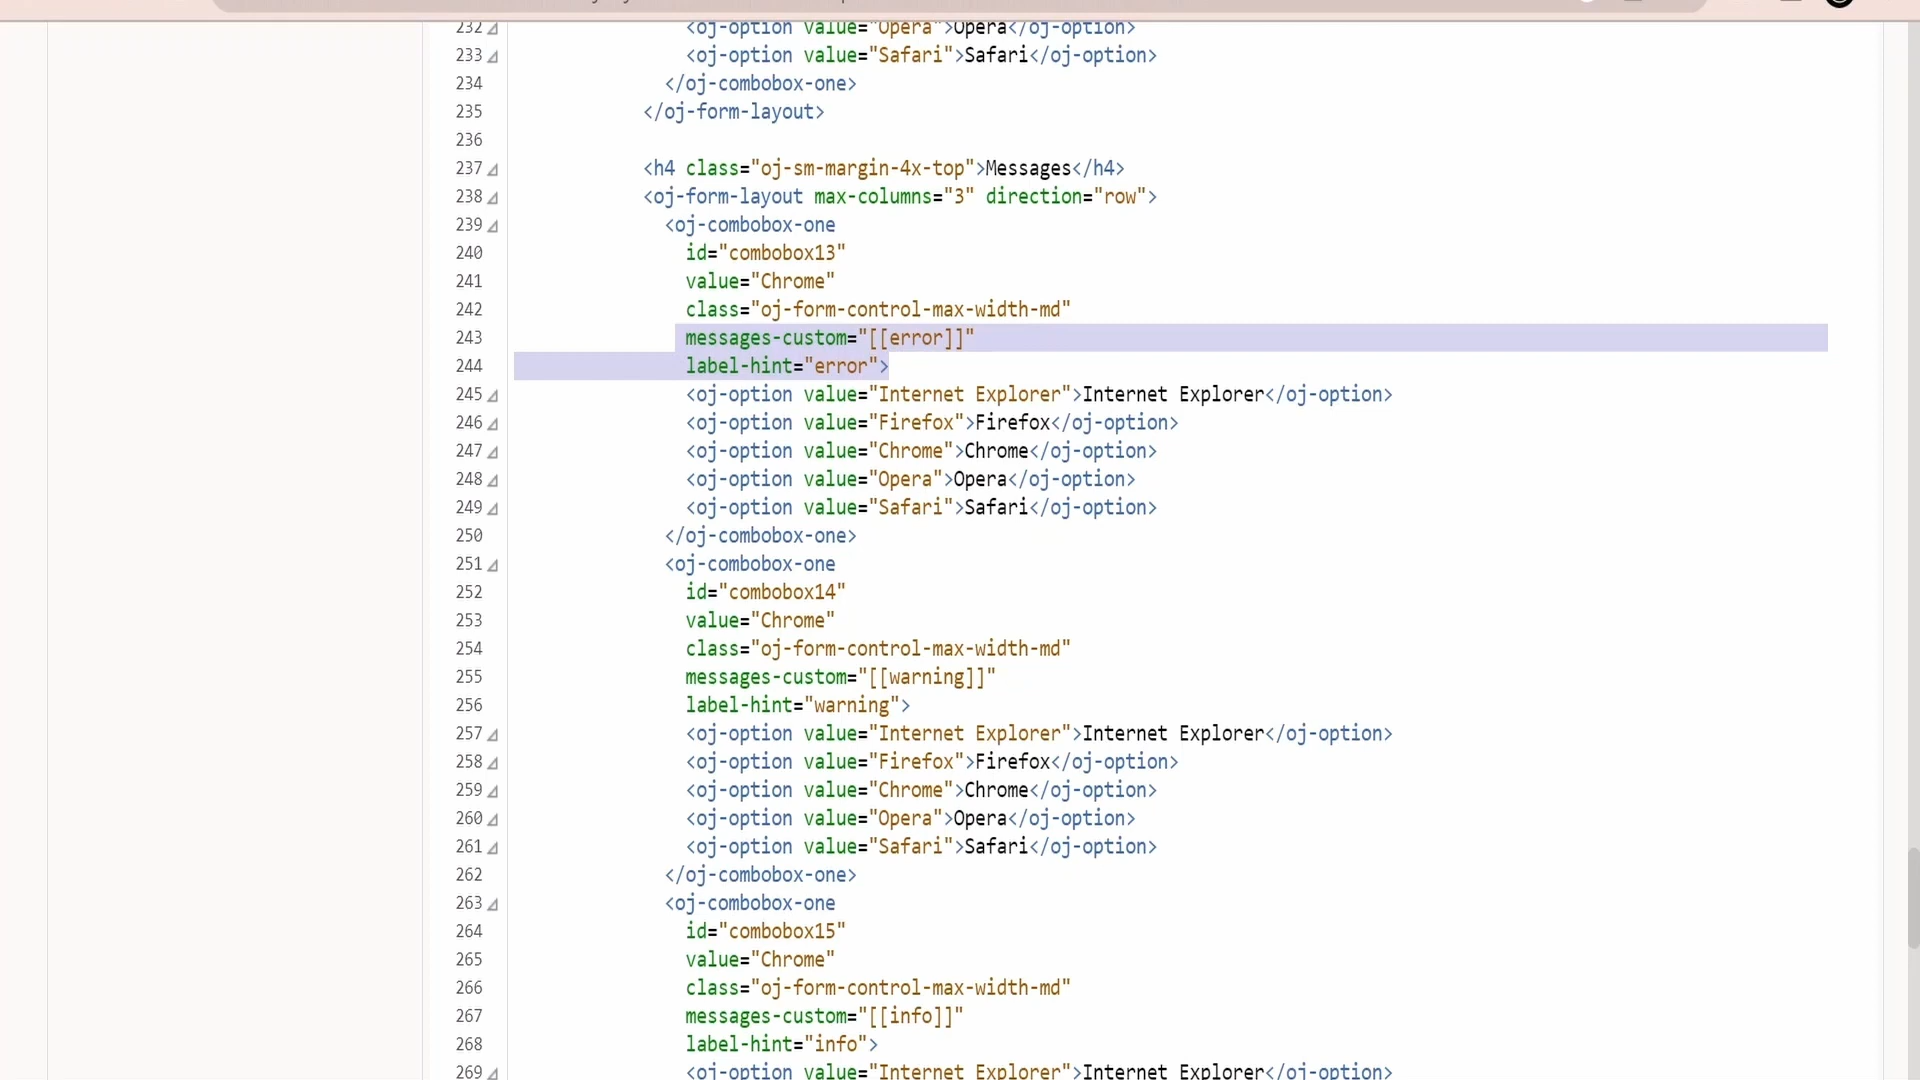 232 <oj-option value="Opera">Opera</oj-option>
233 <oj-option value="Safari">Safari</oj-option>
234 </oj-combobox-one>
235 </oj-form-layout>
236
237 <h4 class="oj-sm-margin-4x-top">Messages</h4>
238 <oj-form-layout max-columns="3" direction="row">
239 <oj-combobox-one
240 id="combobox13"
241 value="Chrome"
242 class="oj-form-control-max-width-md"
243 messages-custom="[[error]]"
244 label-hint="error">
245 <oj-option value="Internet Explorer">Internet Explorer</oj-option>
246 <oj-option value="Firefox">Firefox</oj-option>
247 <oj-option value="Chrome">Chrome</oj-option>
248 <oj-option value="Opera">Opera</oj-option>
249 <oj-option value="Safari">Safari</oj-option>
250 </oj-combobox-one>
251 <oj-combobox-one
252 id="combobox14"
253 value="Chrome"
254 class="oj-form-control-max-width-md"
255 messages-custom="[[warning]]"
256 label-hint="warning">
257 <oj-option value="Internet Explorer">Internet Explorer</oj-option>
258 <oj-option value="Firefox">Firefox</oj-option>
259 <oj-option value="Chrome">Chrome</oj-option>
260 <oj-option value="Opera">Opera</oj-option>
261 <oj-option value="Safari">Safari</oj-option>
262 </oj-combobox-one>
263 <oj-combobox-one
264 id="combobox15"
265 value="Chrome"
266 class="oj-form-control-max-width-md"
267 messages-custom="[[info]]"
268 label-hint="info">
269 <oj-option value="Internet Explorer">Internet Explorer</oj-option>